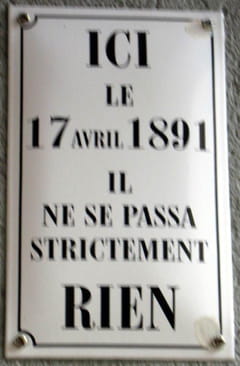 ICI
LE
17 AVRIL 1891
IL
NE SE PASSA
STRICTEMENT
RIEN